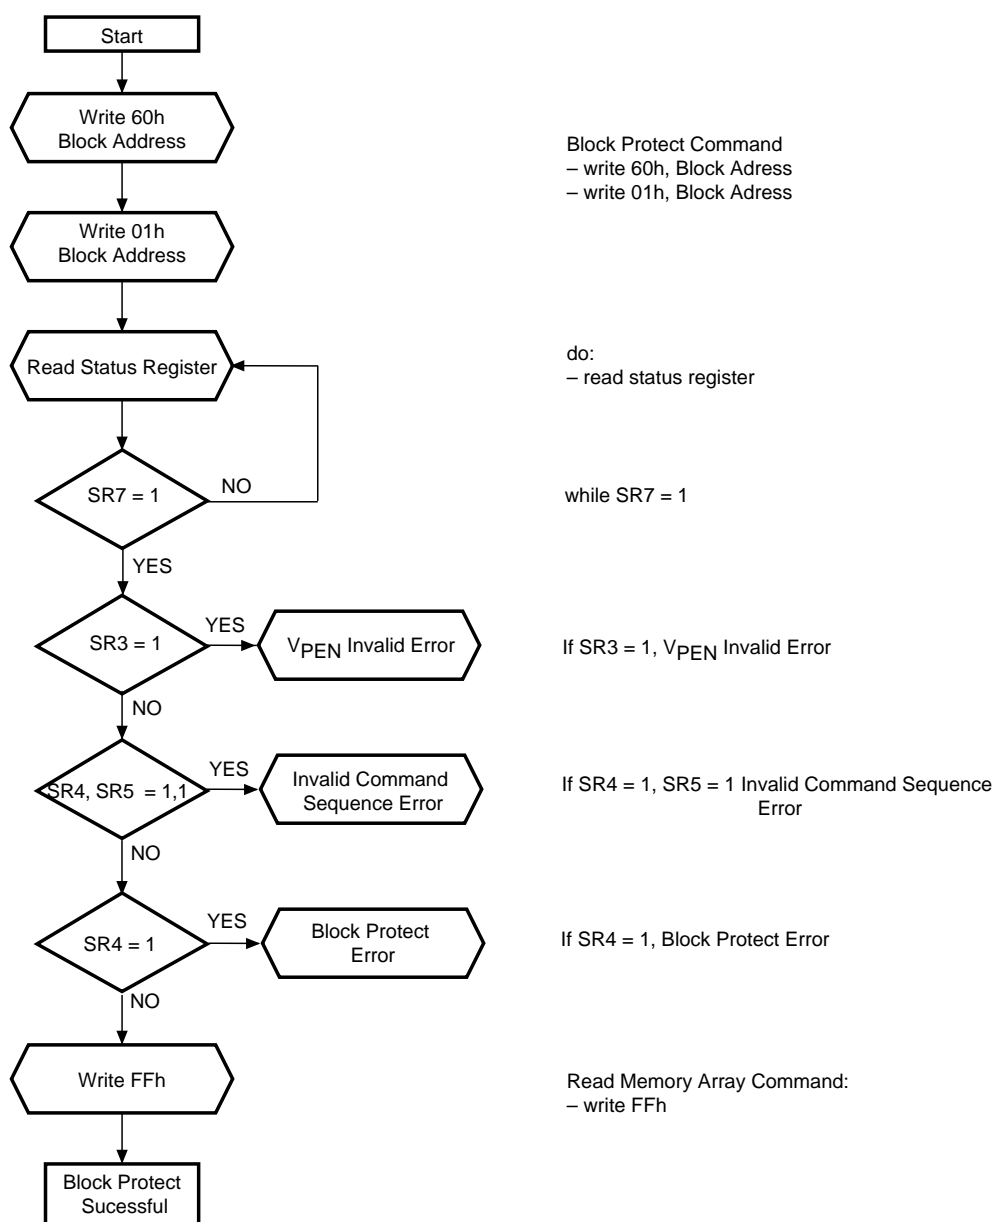 Start
Write 60h
Block Address
Block Protect Command
– write 60h, Block Adress
– write 01h, Block Adress
Write 01h
Block Address
Read Status Register
do:
– read status register
SR7 = 1
NO
while SR7 = 1
YES
SR3 = 1
YES
VPEN Invalid Error
If SR3 = 1, VPEN Invalid Error
NO
SR4, SR5 = 1,1
YES
Invalid Command
Sequence Error
If SR4 = 1, SR5 = 1 Invalid Command Sequence
Error
NO
SR4 = 1
YES
Block Protect
Error
If SR4 = 1, Block Protect Error
NO
Write FFh
Read Memory Array Command:
– write FFh
Block Protect
Sucessful